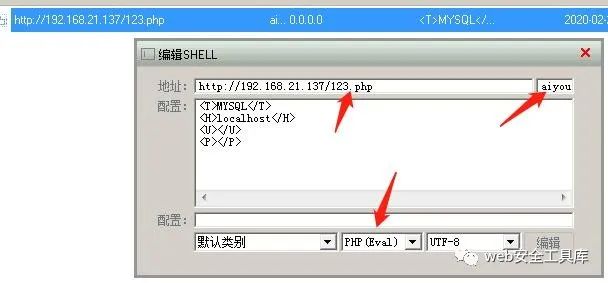 http://192.168.21.137/123.php ai... 0.0.0.0 <T>MYSQL</... 2020-02-
编辑SHELL
地址: http://192.168.21.137/123.php aiyou
配置: <T>MYSQL</T>
<H>localhost</H>
<U></U>
<P></P>
配置:
默认类别 PHP(Eval) UTF-8 编辑
web安全工具库